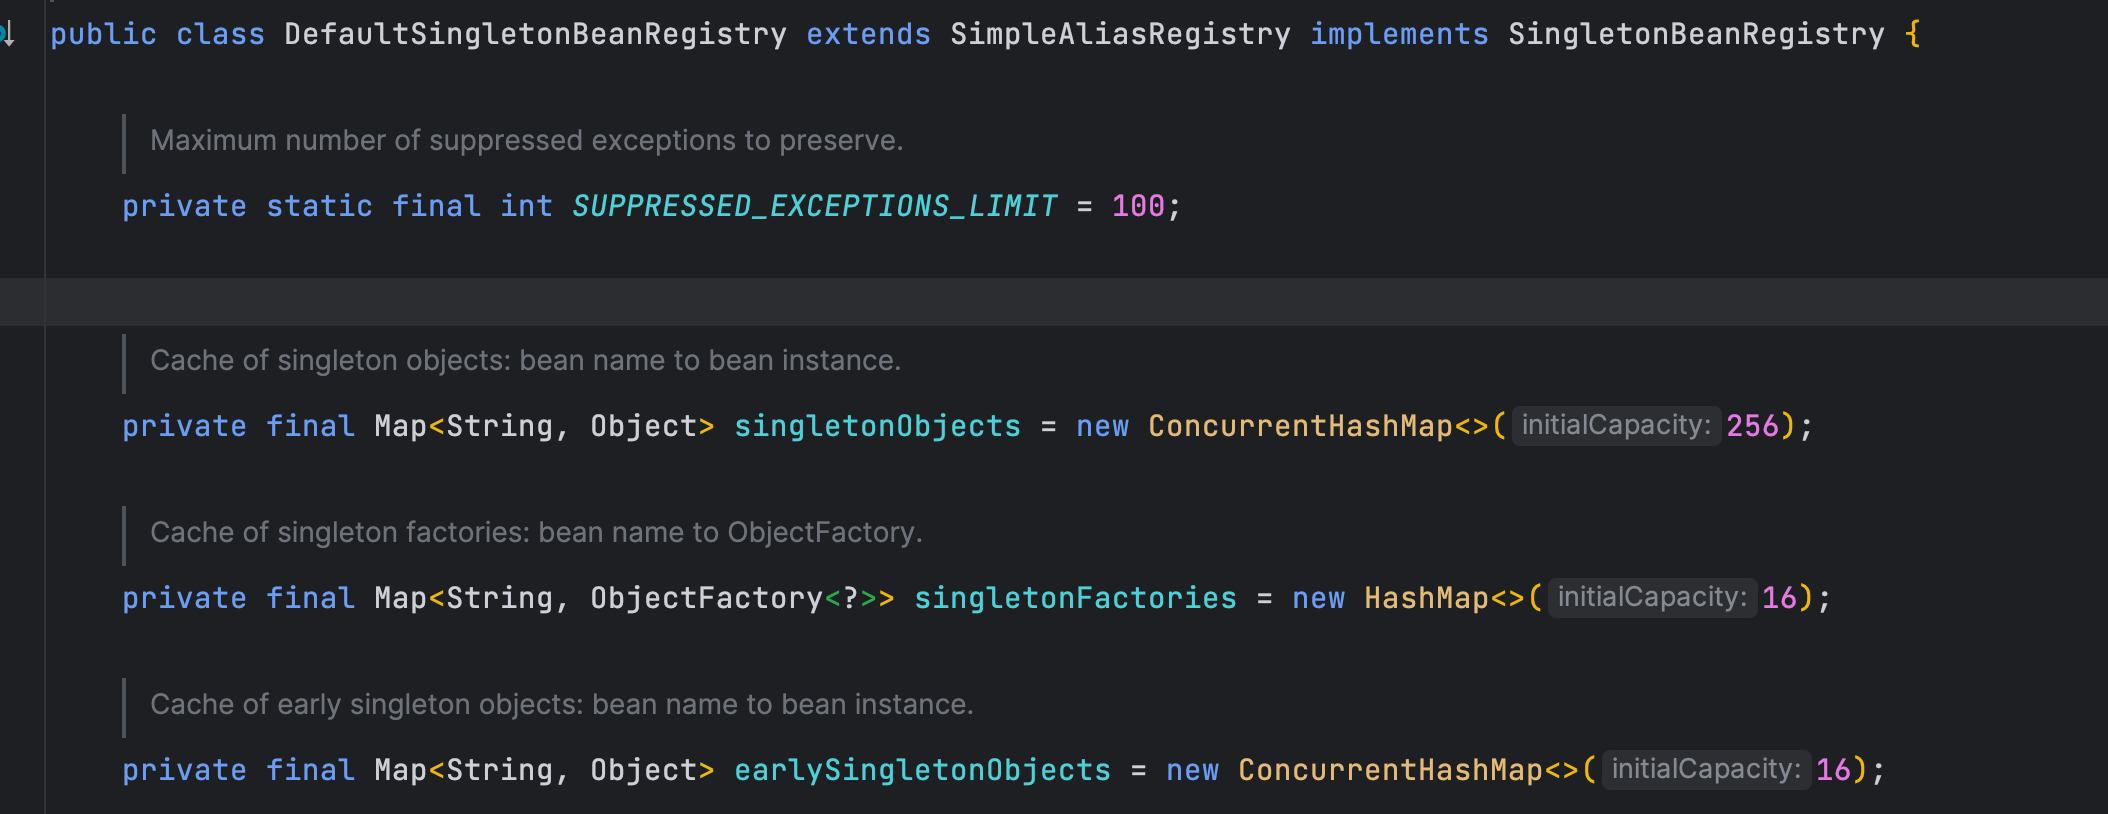 public class DefaultSingletonBeanRegistry extends SimpleAliasRegistry implements SingletonBeanRegistry {
Maximum number of suppressed exceptions to preserve.
private static final int SUPPRESSED_EXCEPTIONS_LIMIT = 100;
Cache of singleton objects: bean name to bean instance.
private final Map<String, Object> singletonObjects = new ConcurrentHashMap<>( initialCapacity: 256);
Cache of singleton factories: bean name to ObjectFactory.
private final Map<String, ObjectFactory<?>> singletonFactories = new HashMap<>( initialCapacity: 16);
Cache of early singleton objects: bean name to bean instance.
private final Map<String, Object> earlySingletonObjects = new ConcurrentHashMap<>( initialCapacity: 16);